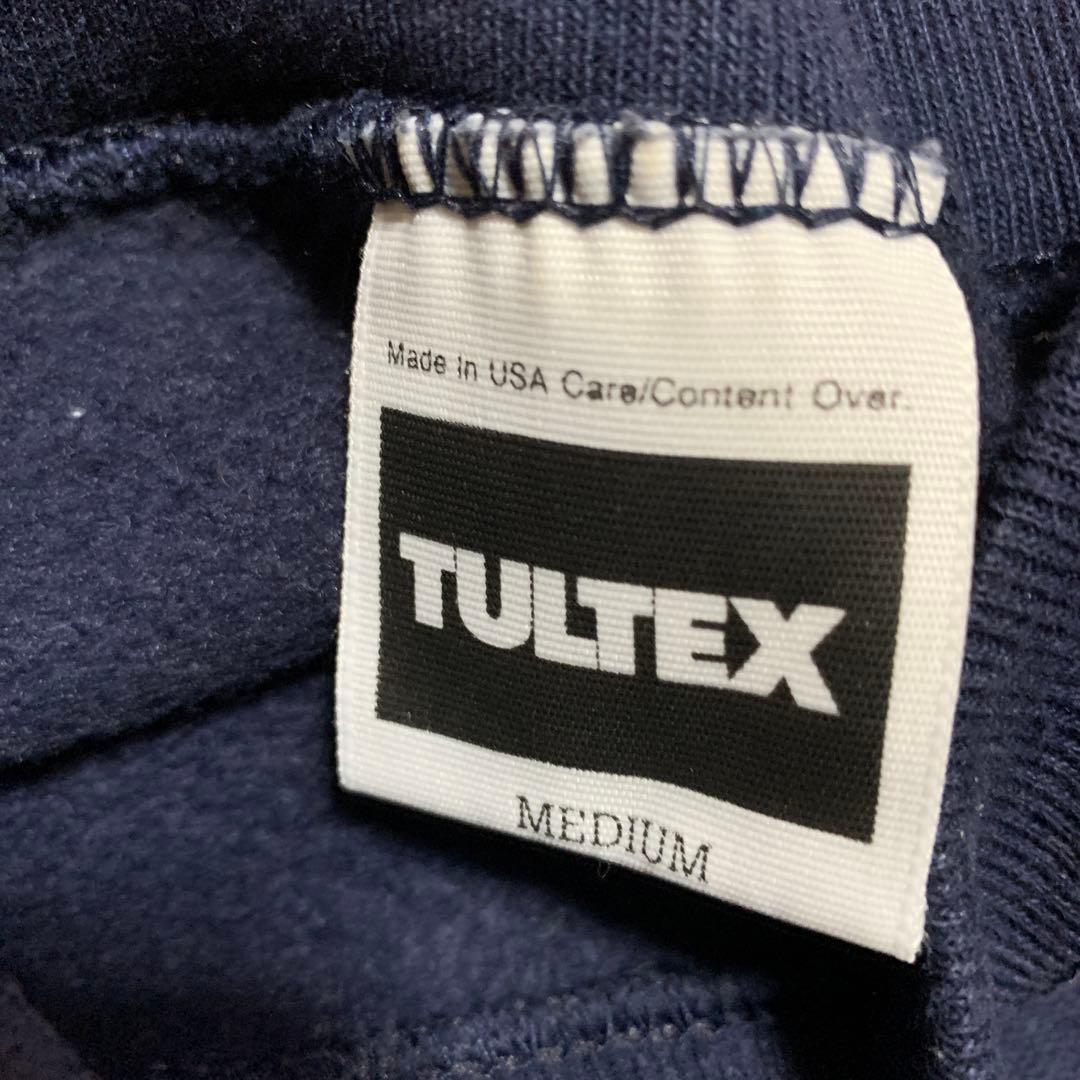 Made In USA Care/Content Over.
TULTEX
MEDIUM